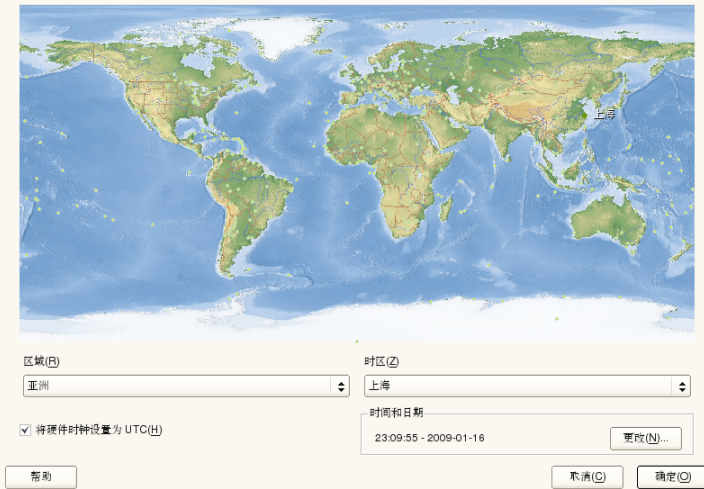 上海
区域(R)
时区(Z)
亚洲
上海
将硬件时钟设置为 UTC(H)
时间和日期
23:09:55 - 2009-01-16
更改(N)...
帮助
取消(C)
确定(O)